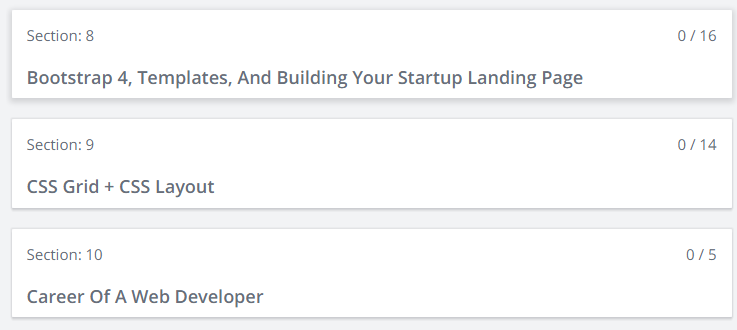 Section: 8 0 / 16
Bootstrap 4, Templates, And Building Your Startup Landing Page
Section: 9 0 / 14
CSS Grid + CSS Layout
Section: 10 0 / 5
Career Of A Web Developer